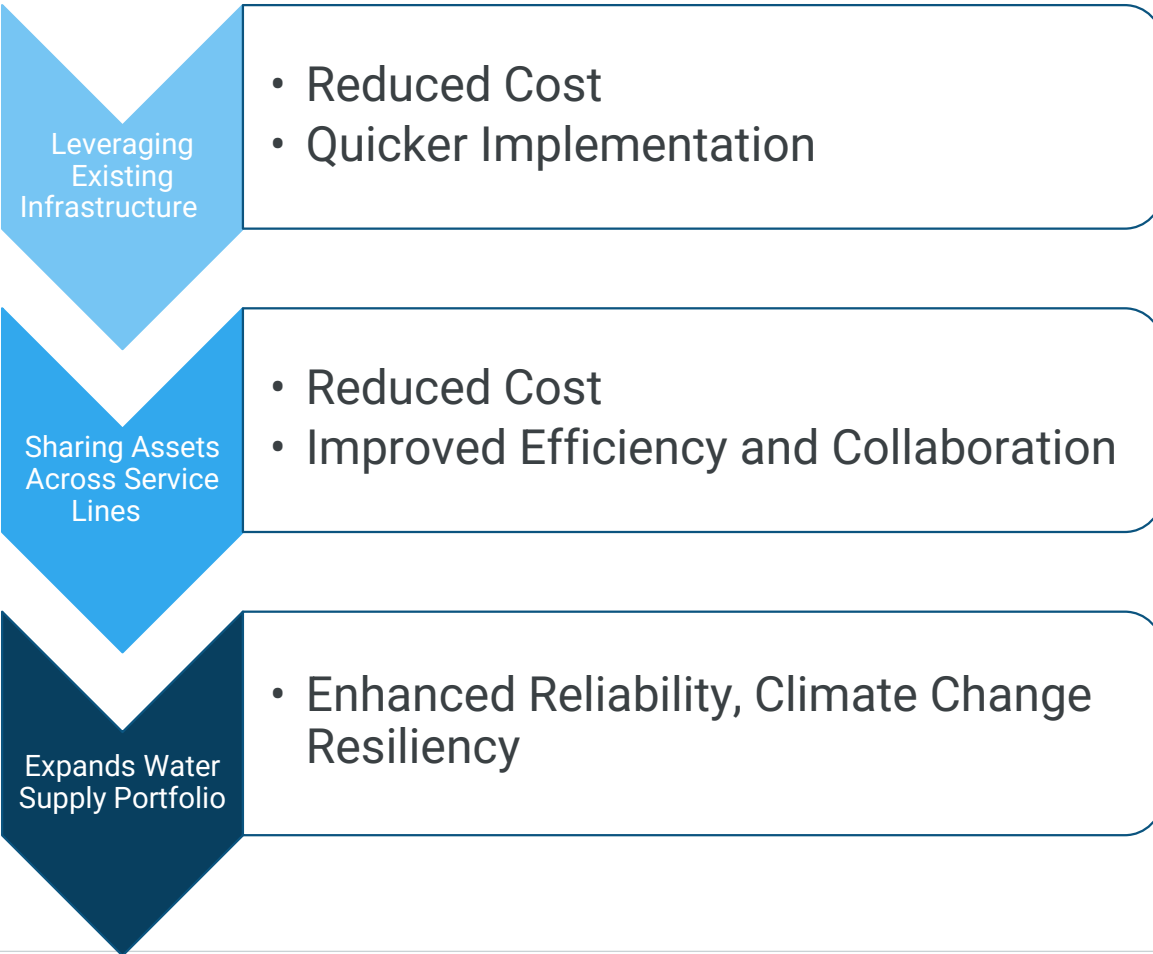 Leveraging
Existing
Infrastructure
• Reduced Cost
• Quicker Implementation
Sharing Assets
Across Service
Lines
• Reduced Cost
• Improved Efficiency and Collaboration
Expands Water
Supply Portfolio
• Enhanced Reliability, Climate Change
Resiliency